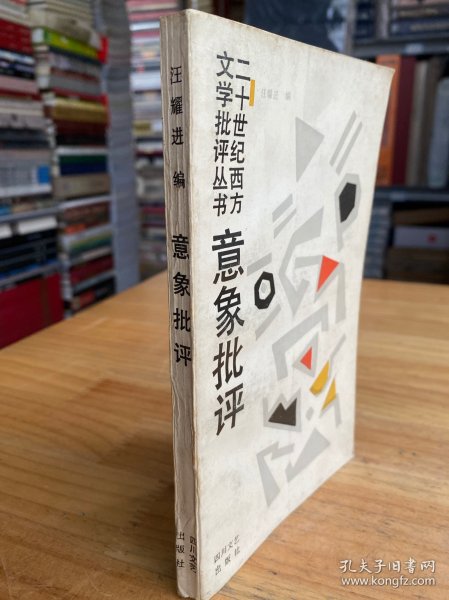 汪耀进 编
意象批评
四川文艺
出版社
二十世纪西方
文学批评丛书
汪耀进 编
意象批评
四川文艺
出版社
孔夫子旧书网
www.kongfz.com